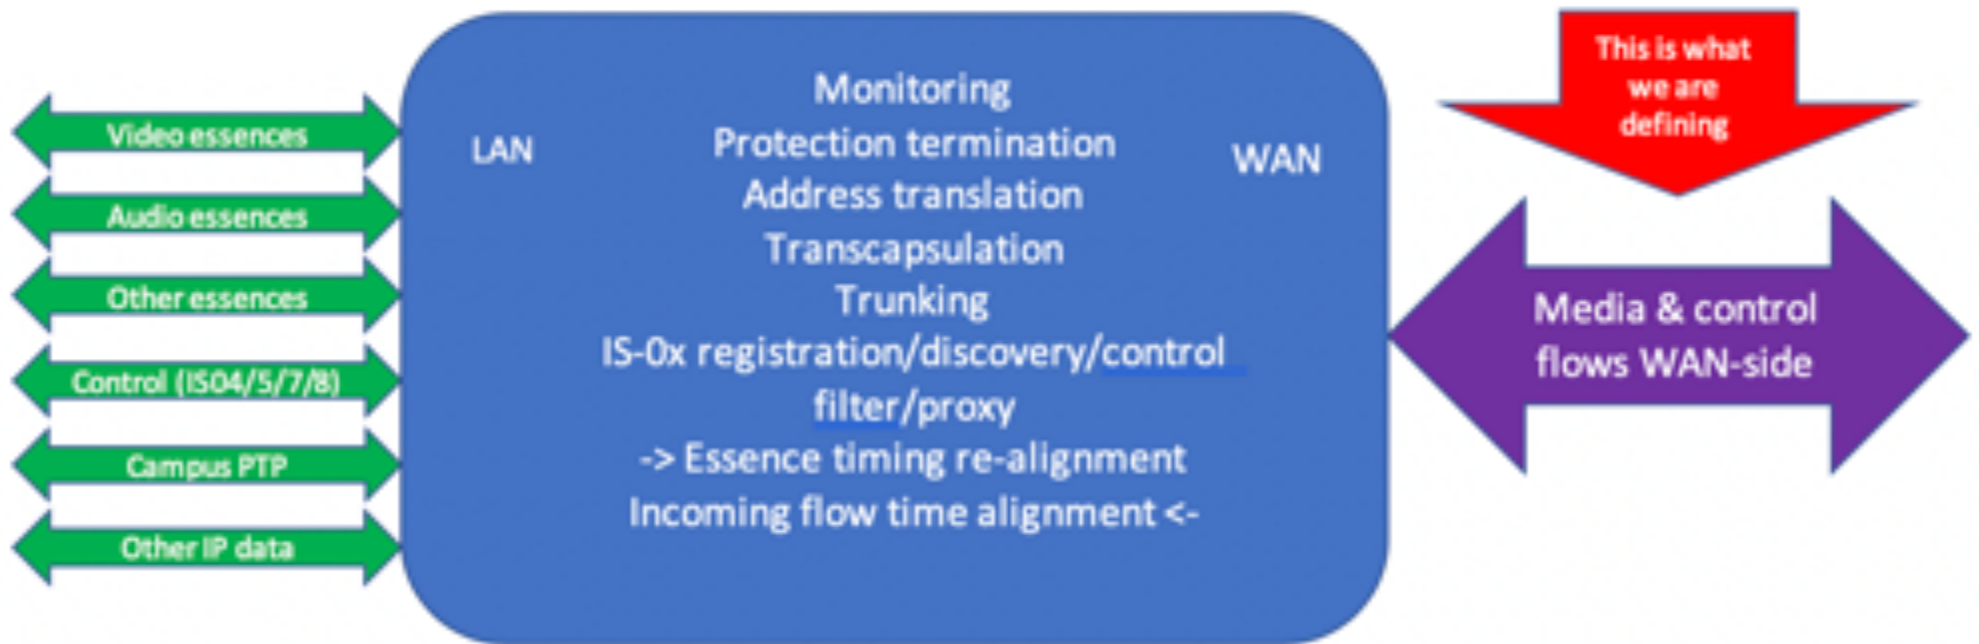 Video essences
Audio essences
Other essences
Control (IS04/5/7/8)
Campus PTP
Other IP data
LAN
Monitoring
Protection termination
Address translation
Transcapsulation
Trunking
IS-0x registration/discovery/control
filter/proxy
-> Essence timing re-alignment
Incoming flow time alignment <-
WAN
This is what
we are
defining
Media & control
flows WAN-side